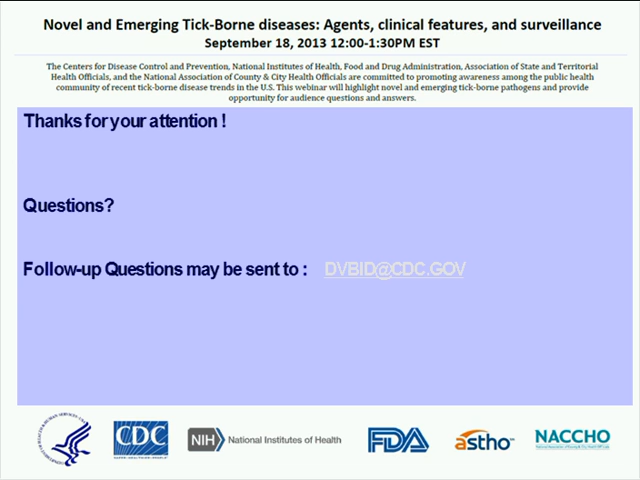 Novel and Emerging Tick-Borne diseases: Agents, clinical features, and surveillance
September 18, 2013 12:00-1:30PM EST
The Centers for Disease Control and Prevention, National Institutes of Health, Food and Drug Administration, Association of State and Territorial
Health Officials, and the National Association of County & City Health Officials are committed to promoting awareness among the public health
community of recent tick-borne disease trends in the U.S. This webinar will highlight novel and emerging tick-borne pathogens and provide
opportunity for audience questions and answers.
Thanks for your attention !
Questions?
Follow-up Questions may be sent to : DVBID@CDC.GOV
CDC
NIH National Institutes of Health
FDA
astho
NACCHO